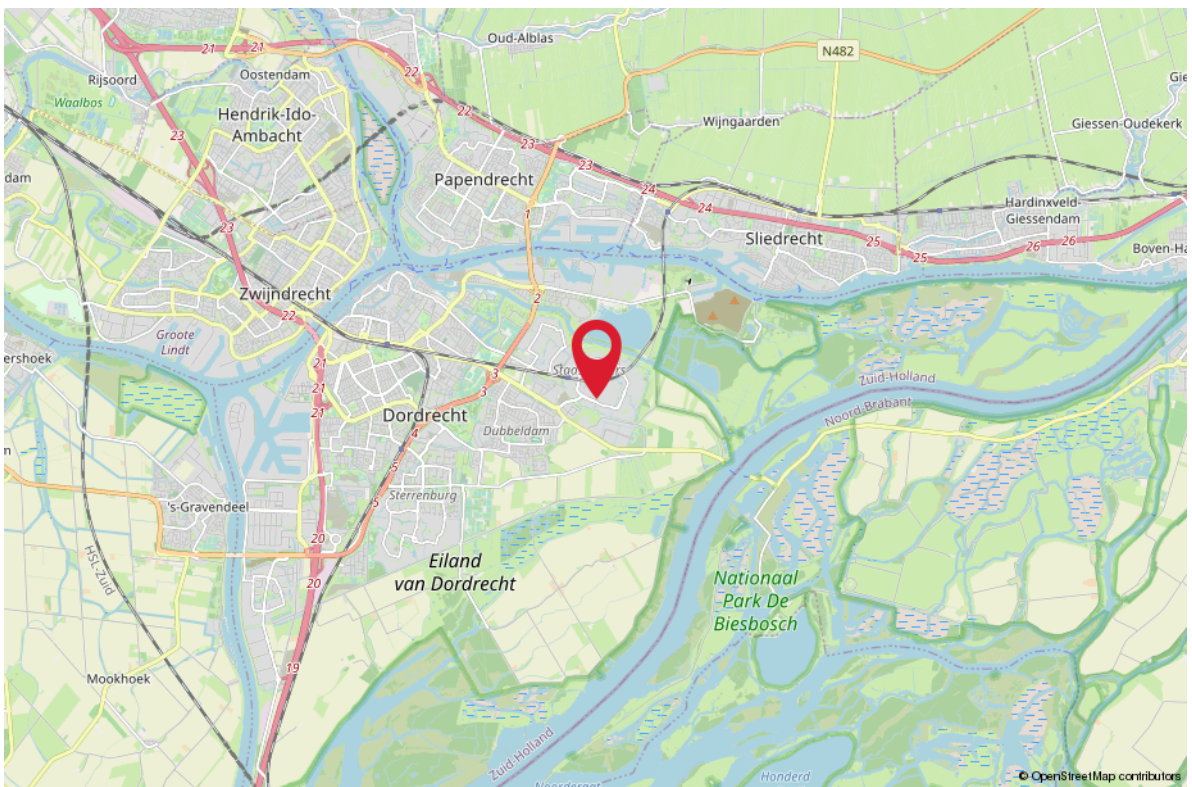 21
21
Oud-Alblas
N482
22
Rijsoord
Oostendam
Waalbos
Hendrik-Ido-
Ambacht
22
Wijngaarden
Giessen-Oudekerk
23
23
23
Papendrecht
24
24
1
Hardinxveld-
Giessendam
23
Sliedrecht
25
25
26
26
Zwijndrecht
2
22
Groote
Lindt
21
21
21
3
3
Zuid-Holland
Noord-Brabant
Dordrecht
Dubbeldam
4
5
5
Sterrenburg
's-Gravendeel
HSL-Zuid
20
20
Eiland
van Dordrecht
Nationaal
Park De
Biesbosch
19
Mookhoek
Zuid-Holland
Honderd
© OpenStreetMap contributors